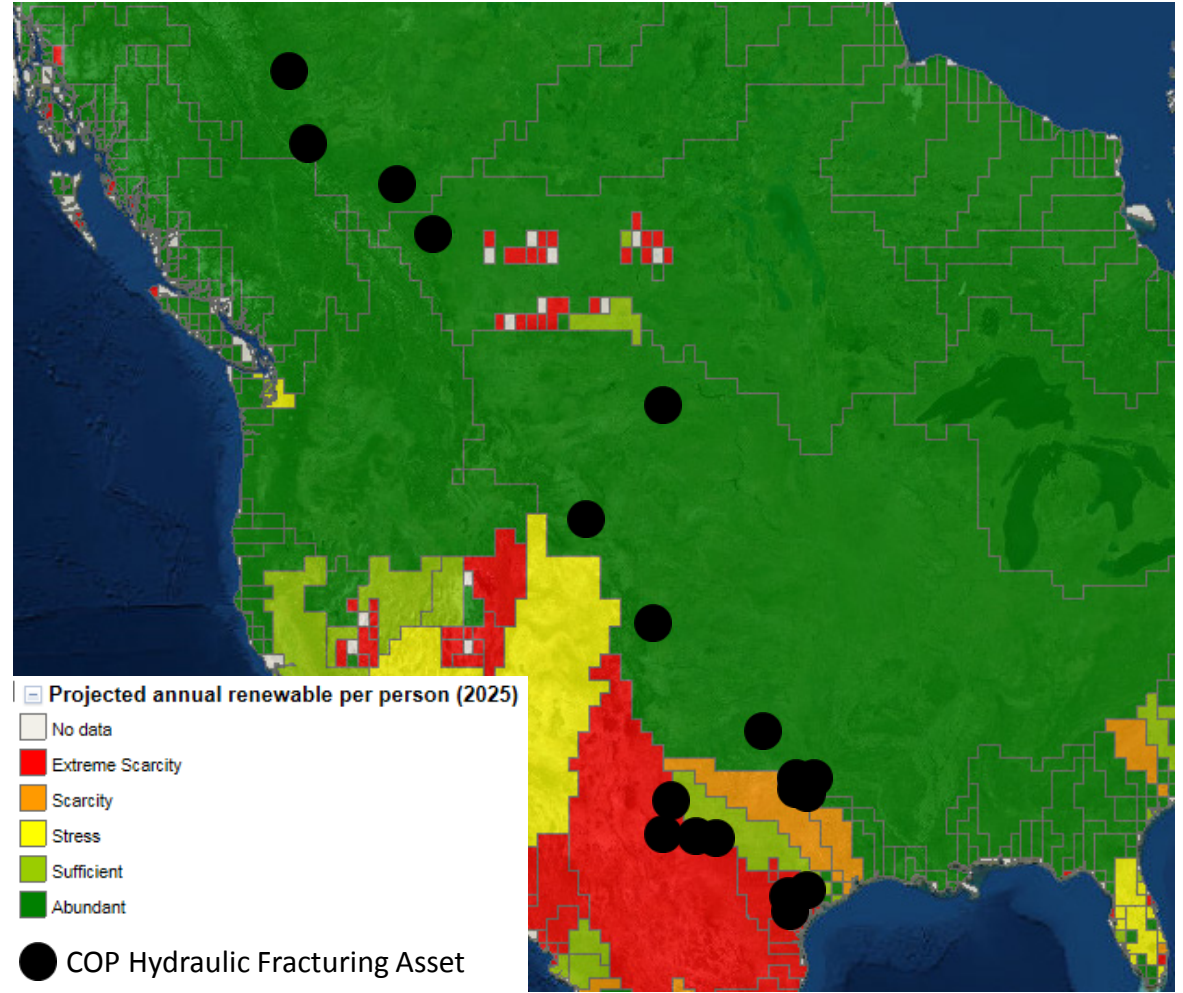 Projected annual renewable per person (2025)
No data
Extreme Scarcity
Scarcity
Stress
Sufficient
Abundant
COP Hydraulic Fracturing Asset